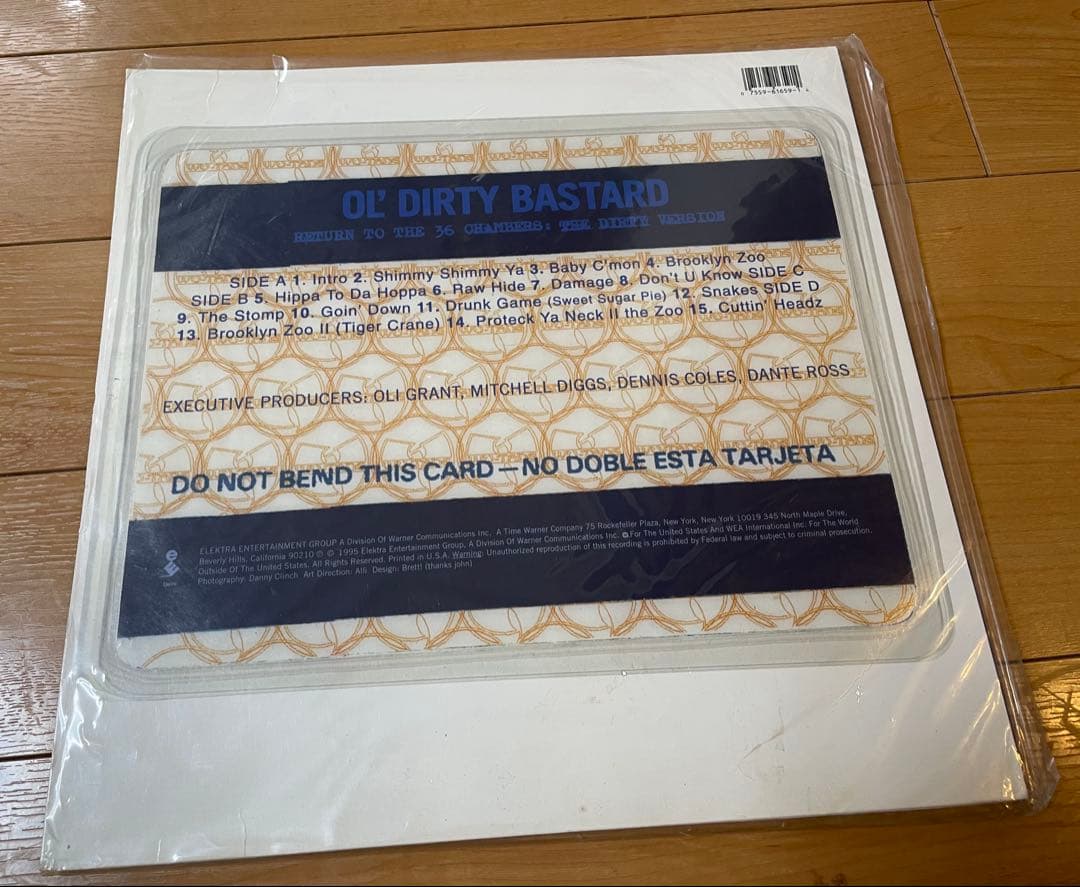 0 7559-61659-1 4
OL' DIRTY BASTARD
RETURN TO THE 36 CHAMBERS: THE DIRTY VERSION
SIDE A 1. Intro 2. Shimmy Shimmy Ya 3. Baby C'mon 4. Brooklyn Zoo
SIDE B 5. Hippa To Da Hoppa 6. Raw Hide 7. Damage 8. Don't U Know SIDE C
9. The Stomp 10. Goin' Down 11. Drunk Game (Sweet Sugar Pie) 12. Snakes SIDE D
13. Brooklyn Zoo II (Tiger Crane) 14. Proteck Ya Neck II the Zoo 15. Cuttin' Headz
EXECUTIVE PRODUCERS: OLI GRANT, MITCHELL DIGGS, DENNIS COLES, DANTE ROSS
DO NOT BEND THIS CARD — NO DOBLE ESTA TARJETA
ELEKTRA ENTERTAINMENT GROUP A Division Of Warner Communications Inc. A Time Warner Company 75 Rockefeller Plaza, New York, New York 10019 345 North Maple Drive,
Beverly Hills, California 90210 ℗ © 1995 Elektra Entertainment Group, A Division Of Warner Communications Inc. For The United States And WEA International Inc. For The World
Outside Of The United States. All Rights Reserved. Printed in U.S.A. Warning: Unauthorized reproduction of this recording is prohibited by Federal law and subject to criminal prosecution.
Photography: Danny Clinch Art Direction: Alli Design: Brett! (thanks john)